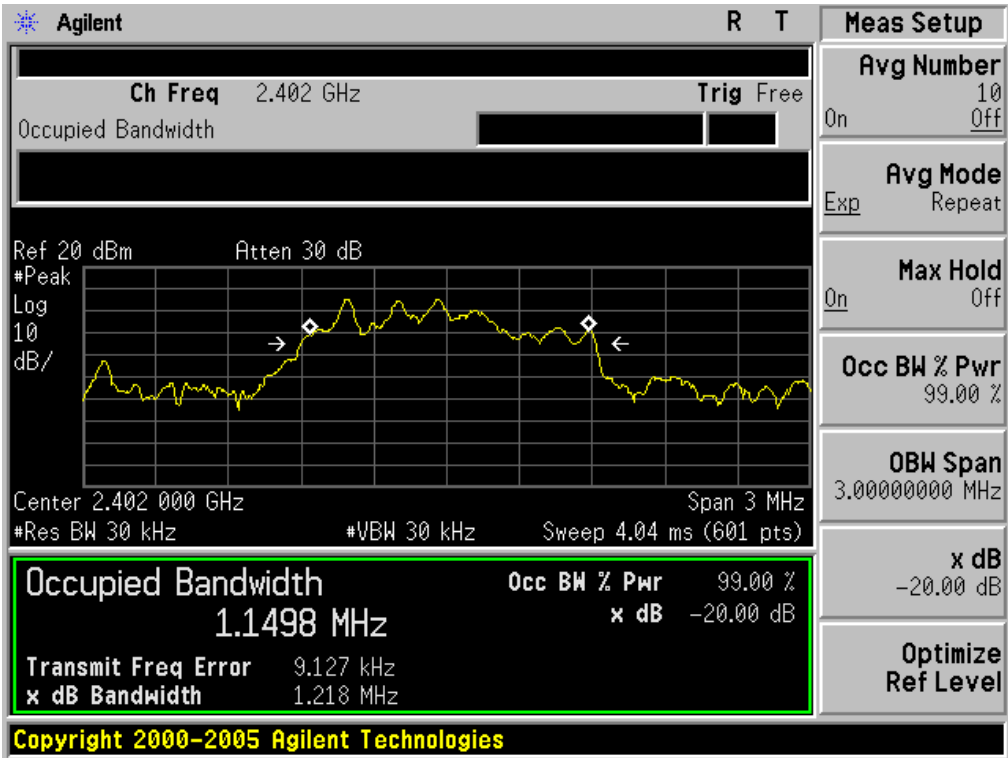 Agilent R T Meas Setup
Ch Freq 2.402 GHz Trig Free
Occupied Bandwidth
Avg Number
10
On Off
Avg Mode
Exp Repeat
Max Hold
On Off
Occ BW % Pwr
99.00 %
OBW Span
3.00000000 MHz
x dB
-20.00 dB
Optimize
Ref Level
Ref 20 dBm Atten 30 dB
#Peak
Log
10
dB/
Center 2.402 000 GHz Span 3 MHz
#Res BW 30 kHz #VBW 30 kHz Sweep 4.04 ms (601 pts)
Occupied Bandwidth Occ BW % Pwr 99.00 %
1.1498 MHz x dB -20.00 dB
Transmit Freq Error 9.127 kHz
x dB Bandwidth 1.218 MHz
Copyright 2000-2005 Agilent Technologies